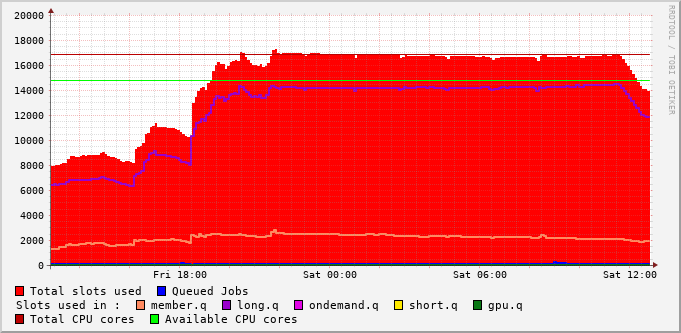 RRDTOOL / TOBI OETIKER
20000
18000
16000
14000
12000
10000
8000
6000
4000
2000
0
Fri 18:00 Sat 00:00 Sat 06:00 Sat 12:00
Total slots used Queued Jobs
Slots used in : member.q long.q ondemand.q short.q gpu.q
Total CPU cores Available CPU cores